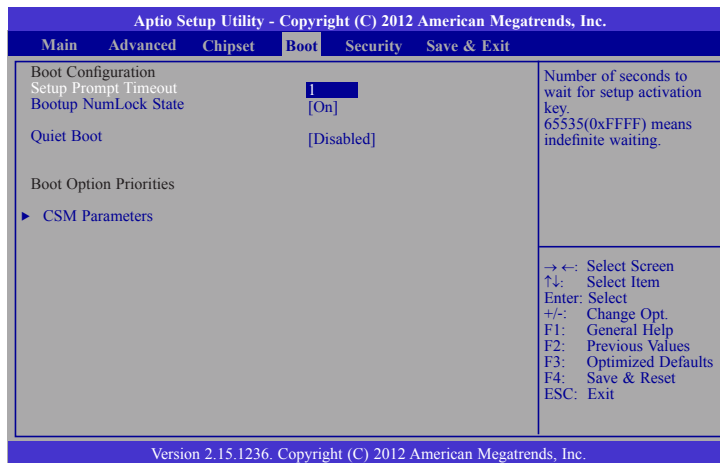 Aptio Setup Utility - Copyright (C) 2012 American Megatrends, Inc.
Main Advanced Chipset Boot Security Save & Exit
Boot Configuration
Setup Prompt Timeout 1
Bootup NumLock State [On]
Quiet Boot [Disabled]
Boot Option Priorities
► CSM Parameters
Number of seconds to
wait for setup activation
key.
65535(0xFFFF) means
indefinite waiting.
→ ←: Select Screen
↑↓: Select Item
Enter: Select
+/-: Change Opt.
F1: General Help
F2: Previous Values
F3: Optimized Defaults
F4: Save & Reset
ESC: Exit
Version 2.15.1236. Copyright (C) 2012 American Megatrends, Inc.